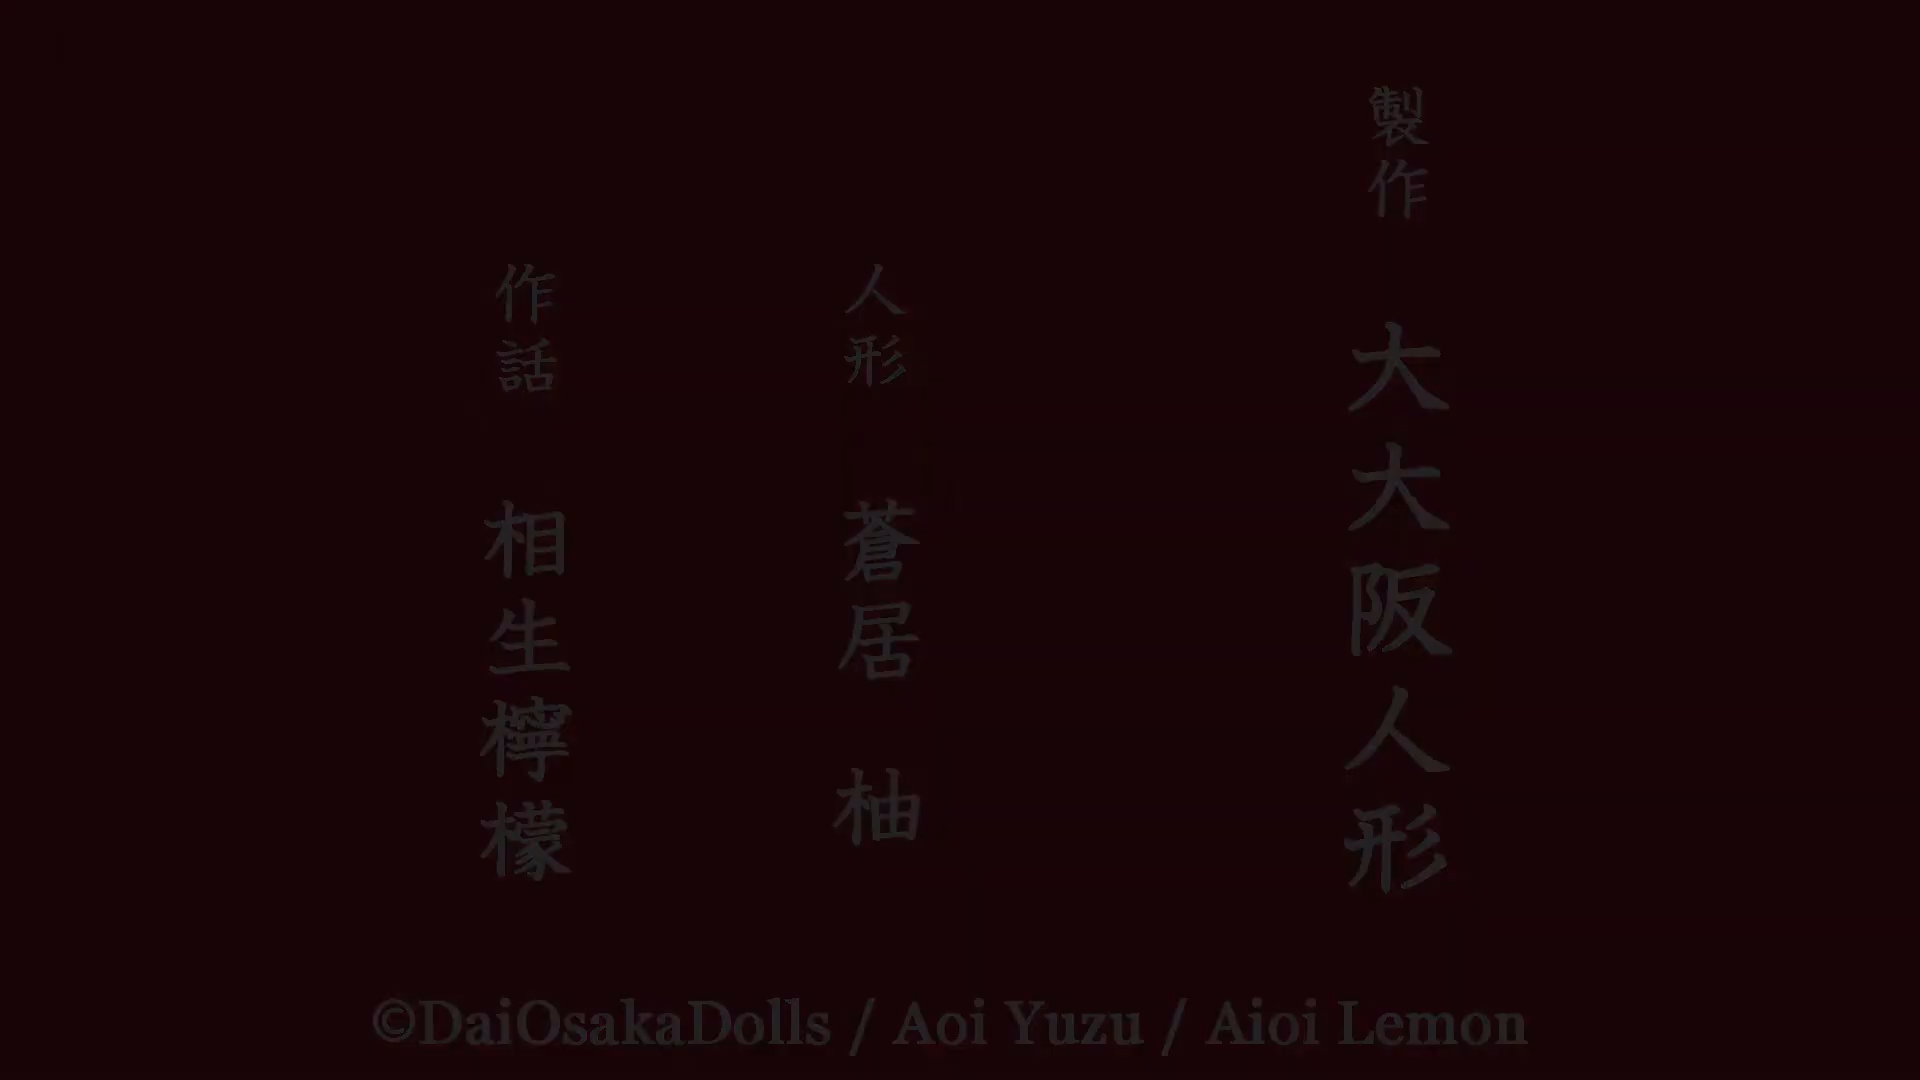 製作 大大阪人形
人形 蒼居 柚
作話 相生檸檬
©DaiOsakaDolls / Aoi Yuzu / Aioi Lemon